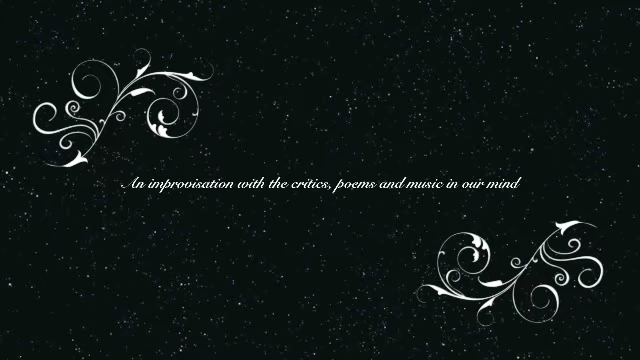 An improvisation with the critics, poems and music in our mind